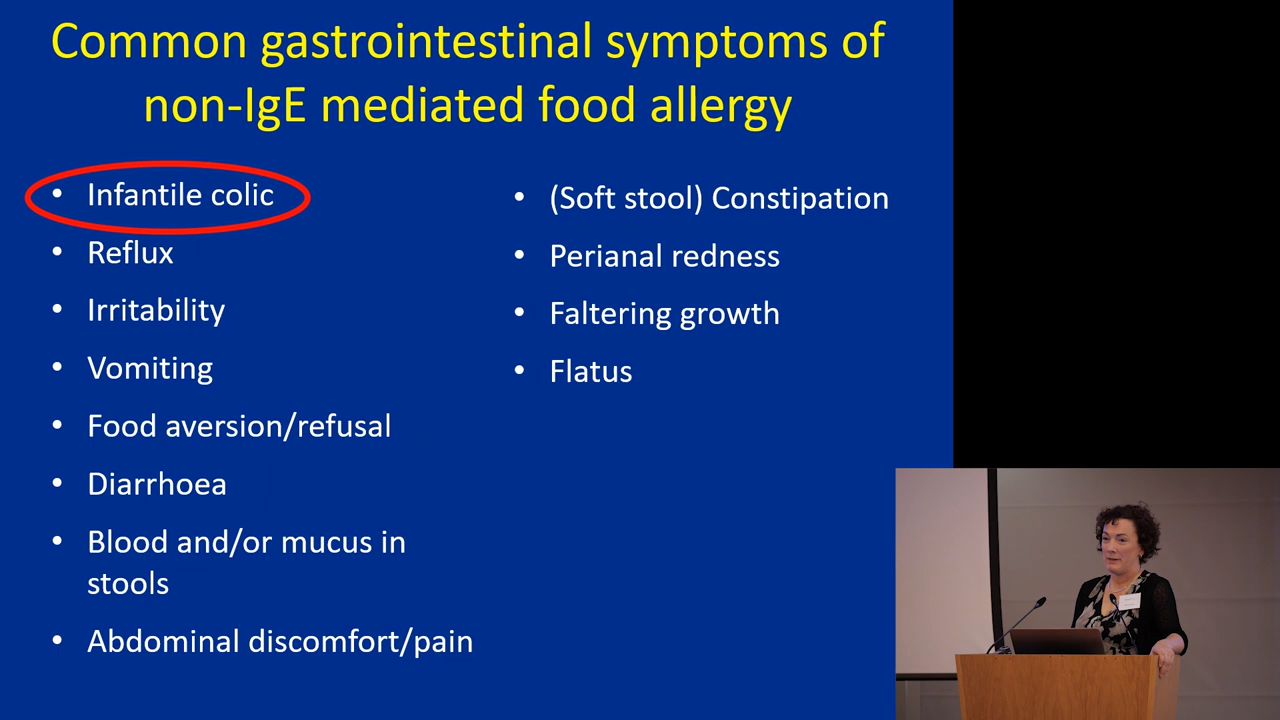 Common gastrointestinal symptoms of
non-IgE mediated food allergy
• Infantile colic
• Reflux
• Irritability
• Vomiting
• Food aversion/refusal
• Diarrhoea
• Blood and/or mucus in
stools
• Abdominal discomfort/pain
• (Soft stool) Constipation
• Perianal redness
• Faltering growth
• Flatus